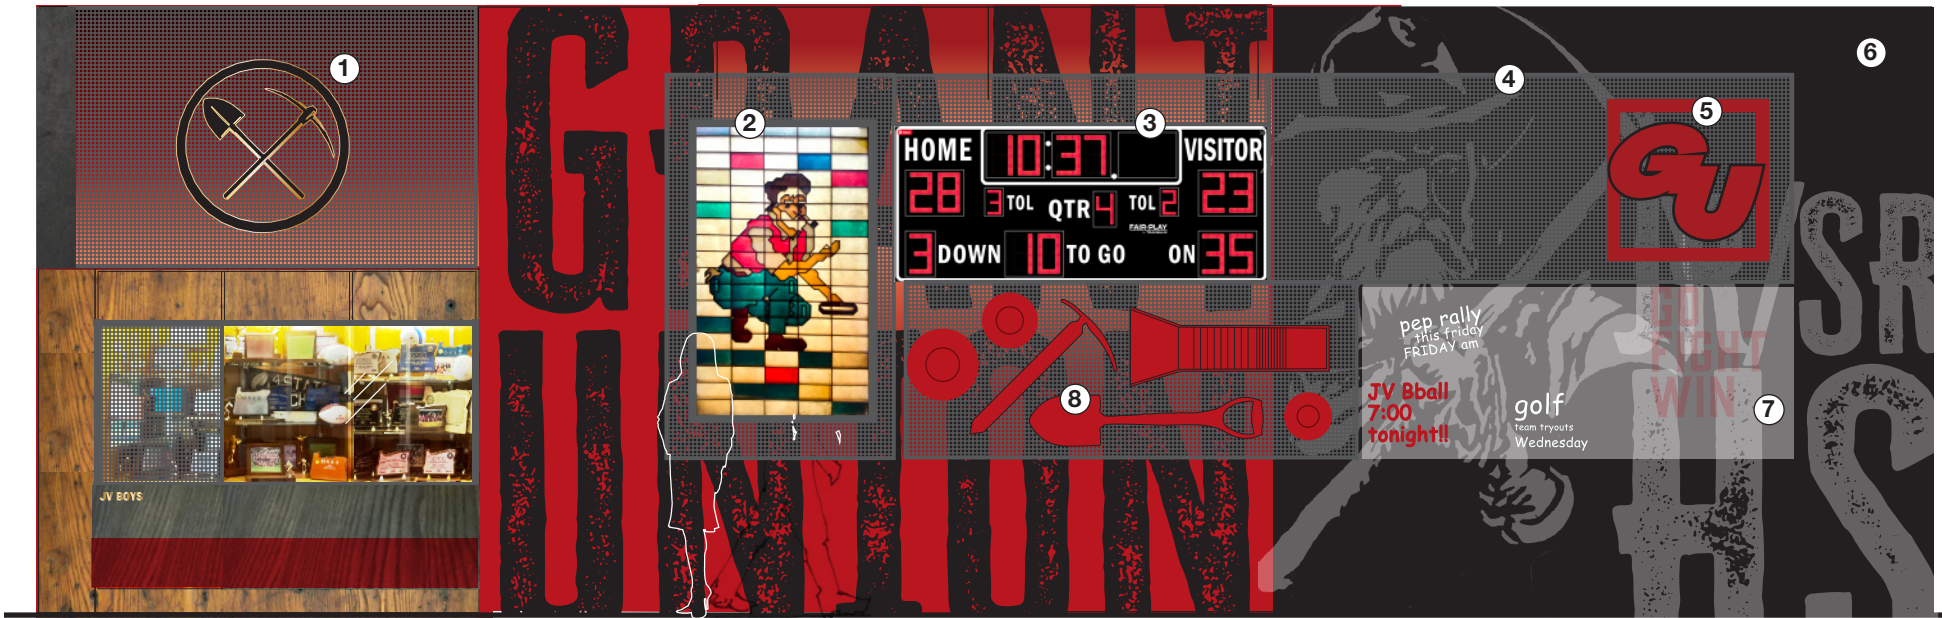 1
2
3
4
5
6
7
8
GRANT
UNION
HOME
10:37
VISITOR
28
3 TOL
QTR 4
TOL 2
23
FAIR-PLAY
3 DOWN
10 TO GO
ON 35
GU
JV BOYS
pep rally
this friday
FRIDAY am
JV Bball
7:00
tonight!!
golf
team tryouts
Wednesday
GO
FIGHT
WIN
H.S